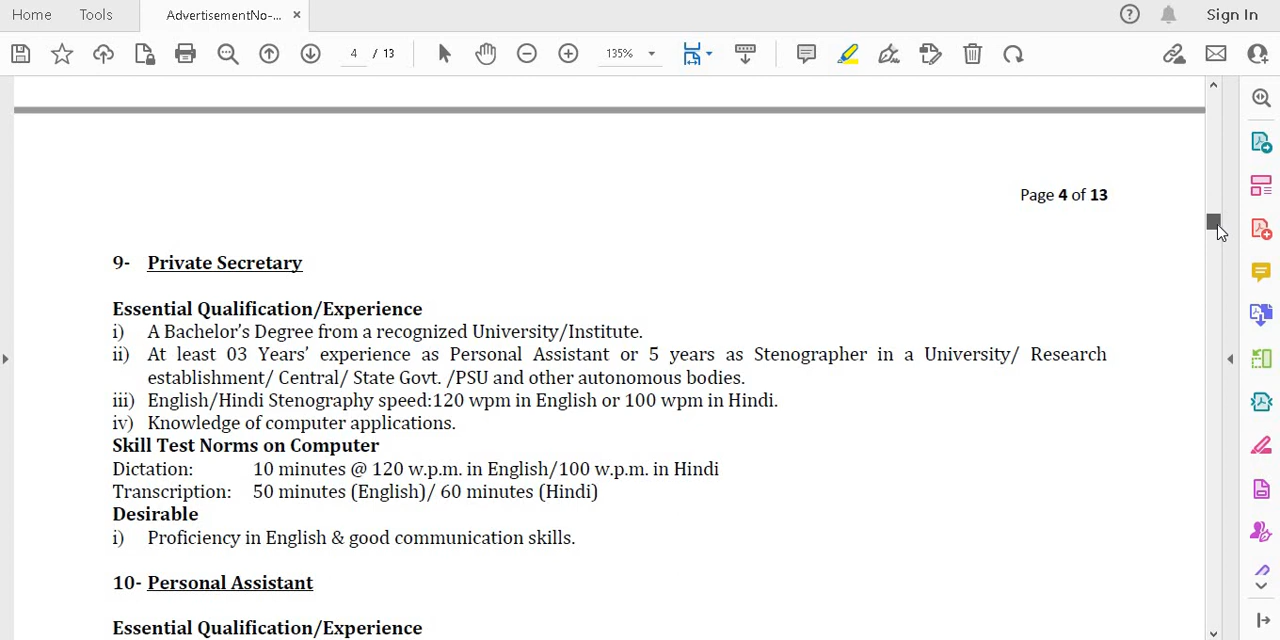 Home Tools AdvertisementNo-... × Sign In
4 / 13 135%
Page 4 of 13
9- Private Secretary
Essential Qualification/Experience
i) A Bachelor's Degree from a recognized University/Institute.
ii) At least 03 Years' experience as Personal Assistant or 5 years as Stenographer in a University/ Research
establishment/ Central/ State Govt. /PSU and other autonomous bodies.
iii) English/Hindi Stenography speed:120 wpm in English or 100 wpm in Hindi.
iv) Knowledge of computer applications.
Skill Test Norms on Computer
Dictation: 10 minutes @ 120 w.p.m. in English/100 w.p.m. in Hindi
Transcription: 50 minutes (English)/ 60 minutes (Hindi)
Desirable
i) Proficiency in English & good communication skills.
10- Personal Assistant
Essential Qualification/Experience